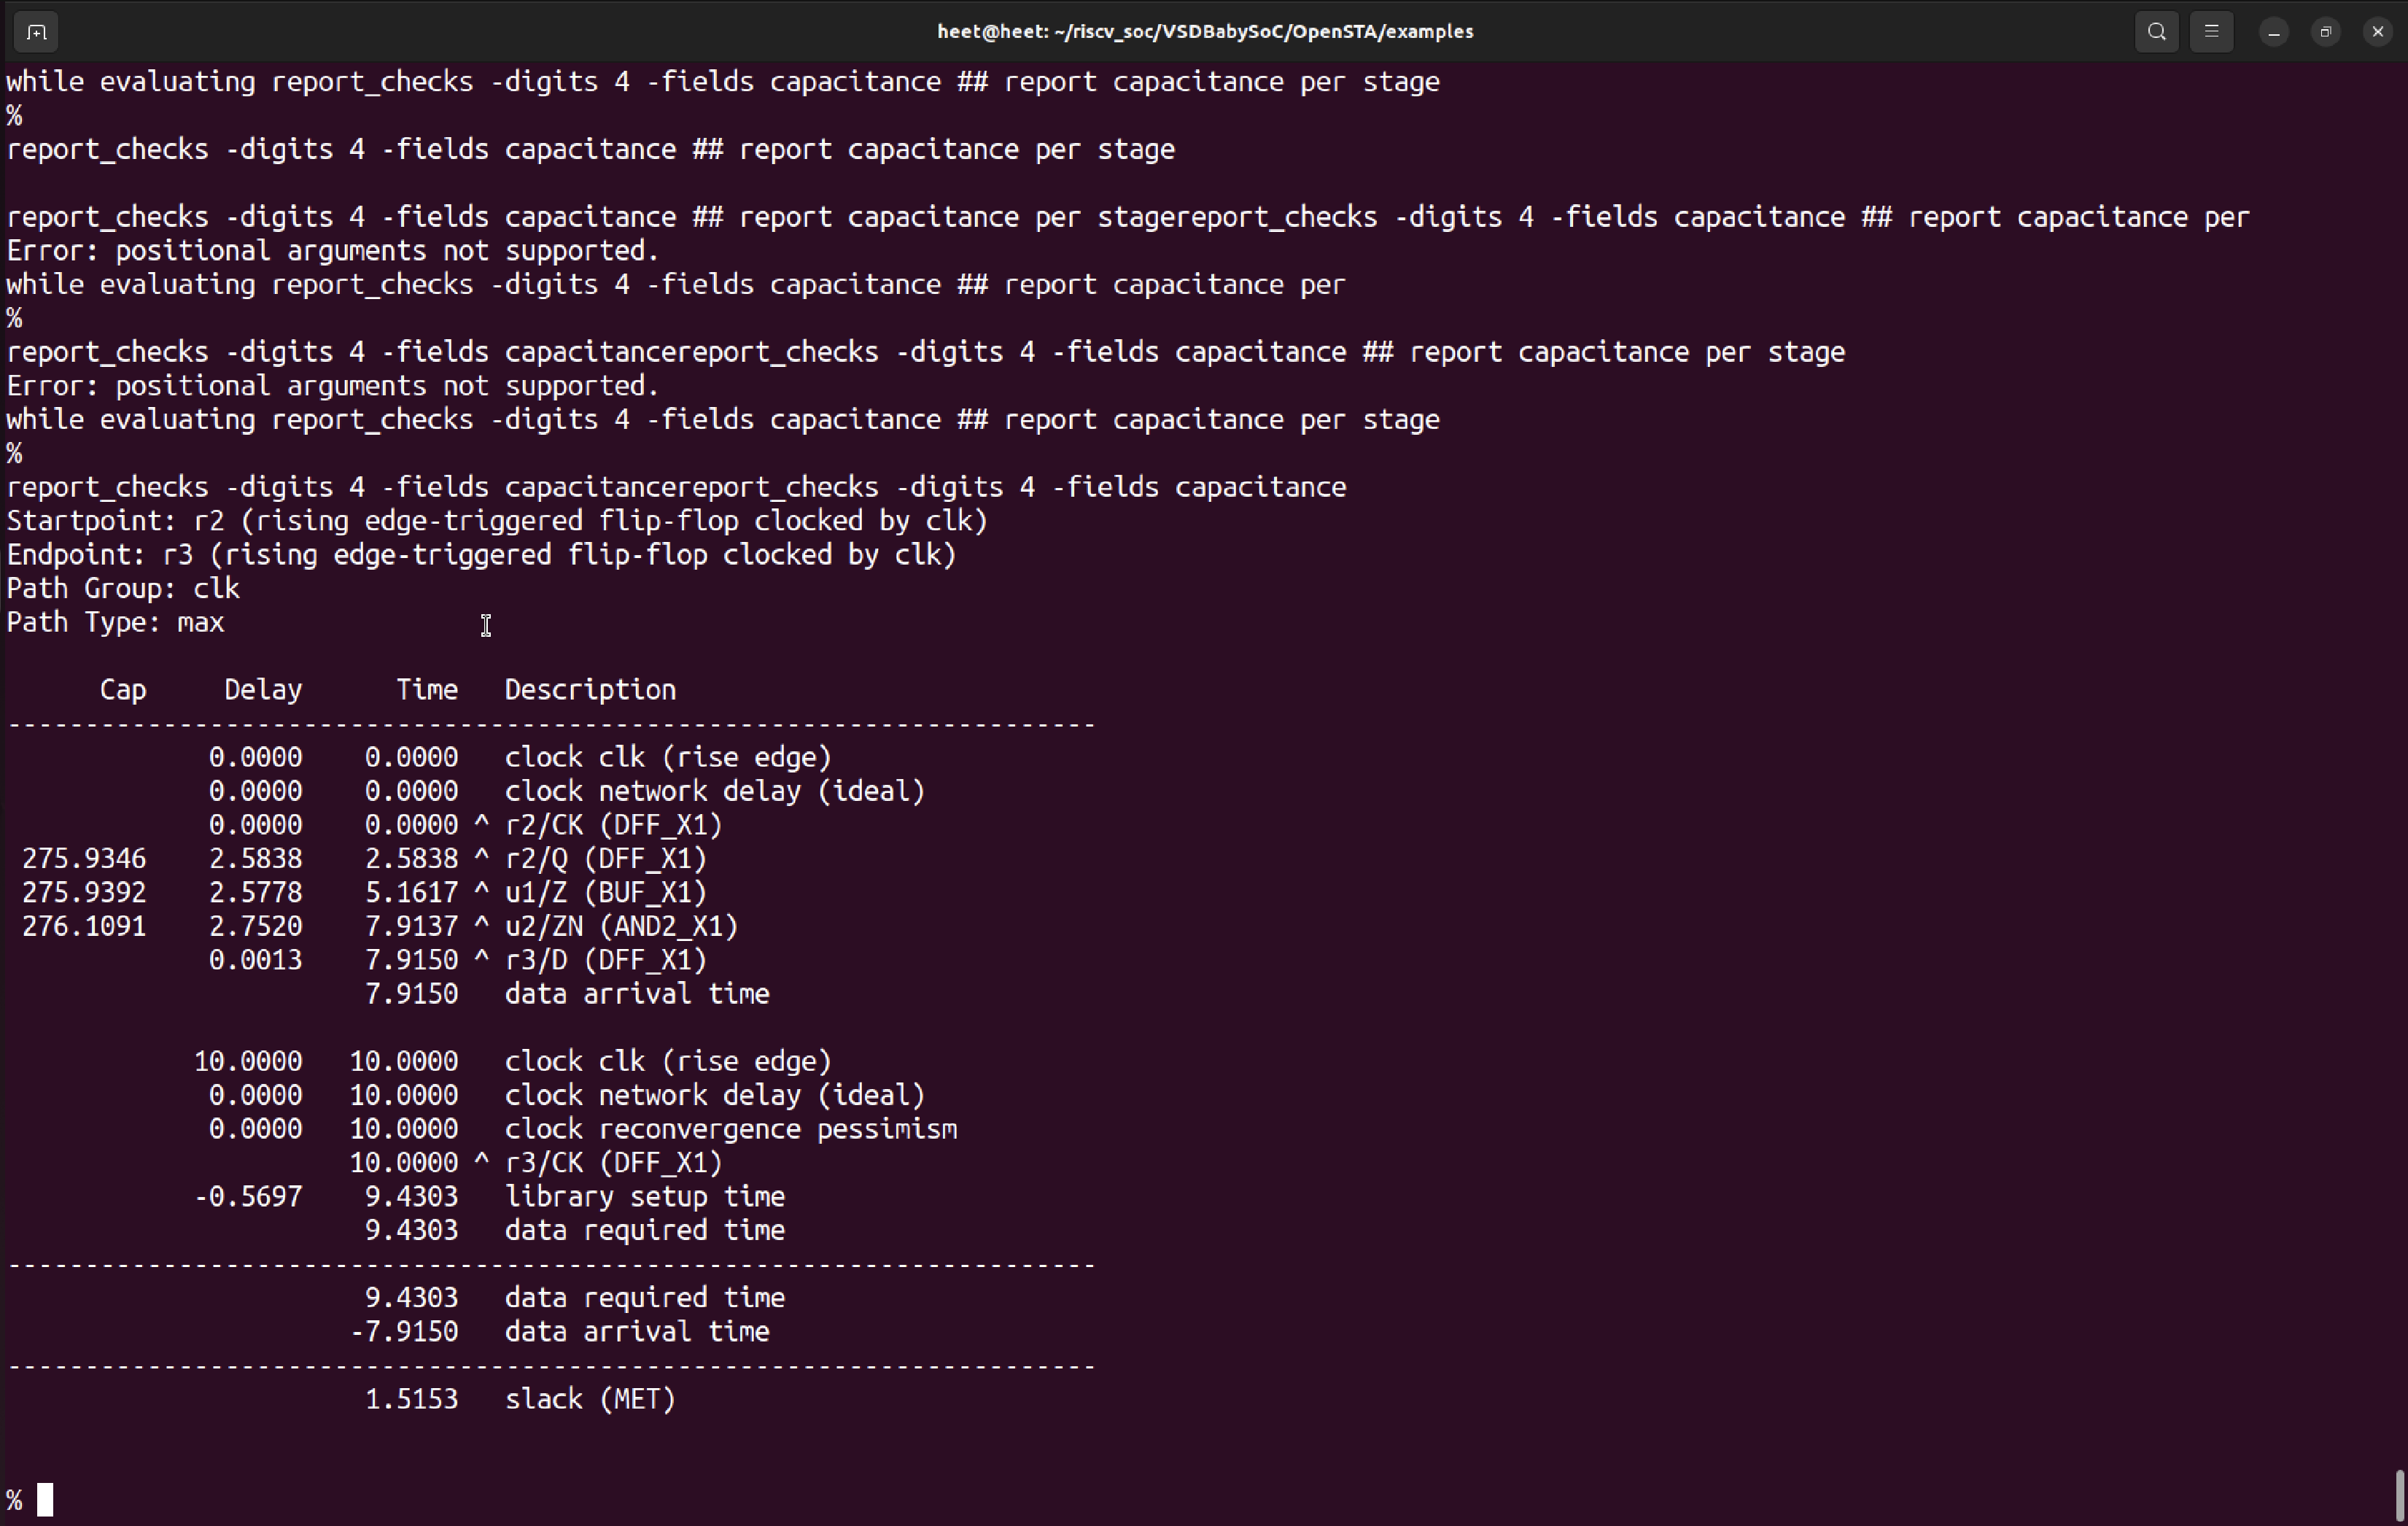 heet@heet: ~/riscv_soc/VSDBabySoC/OpenSTA/examples
while evaluating report_checks -digits 4 -fields capacitance ## report capacitance per stage
%
report_checks -digits 4 -fields capacitance ## report capacitance per stage
report_checks -digits 4 -fields capacitance ## report capacitance per stagereport_checks -digits 4 -fields capacitance ## report capacitance per
Error: positional arguments not supported.
while evaluating report_checks -digits 4 -fields capacitance ## report capacitance per
%
report_checks -digits 4 -fields capacitancereport_checks -digits 4 -fields capacitance ## report capacitance per stage
Error: positional arguments not supported.
while evaluating report_checks -digits 4 -fields capacitance ## report capacitance per stage
%
report_checks -digits 4 -fields capacitancereport_checks -digits 4 -fields capacitance
Startpoint: r2 (rising edge-triggered flip-flop clocked by clk)
Endpoint: r3 (rising edge-triggered flip-flop clocked by clk)
Path Group: clk
Path Type: max
Cap Delay Time Description
----------------------------------------------------------------------
0.0000 0.0000 clock clk (rise edge)
0.0000 0.0000 clock network delay (ideal)
0.0000 0.0000 ^ r2/CK (DFF_X1)
275.9346 2.5838 2.5838 ^ r2/Q (DFF_X1)
275.9392 2.5778 5.1617 ^ u1/Z (BUF_X1)
276.1091 2.7520 7.9137 ^ u2/ZN (AND2_X1)
0.0013 7.9150 ^ r3/D (DFF_X1)
7.9150 data arrival time
10.0000 10.0000 clock clk (rise edge)
0.0000 10.0000 clock network delay (ideal)
0.0000 10.0000 clock reconvergence pessimism
10.0000 ^ r3/CK (DFF_X1)
-0.5697 9.4303 library setup time
9.4303 data required time
----------------------------------------------------------------------
9.4303 data required time
-7.9150 data arrival time
----------------------------------------------------------------------
1.5153 slack (MET)
%